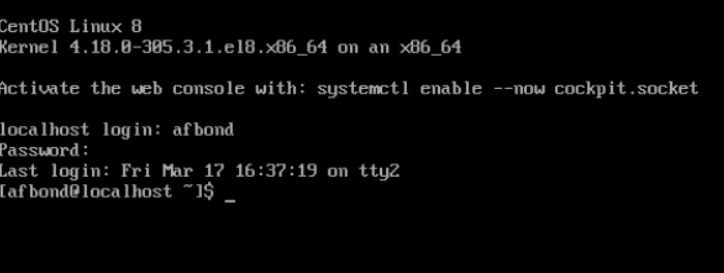 CentOS Linux 8
Kernel 4.18.0-305.3.1.el8.x86_64 on an x86_64
Activate the web console with: systemctl enable --now cockpit.socket
localhost login: afbond
Password:
Last login: Fri Mar 17 16:37:19 on tty2
[afbond@localhost ~]$ _